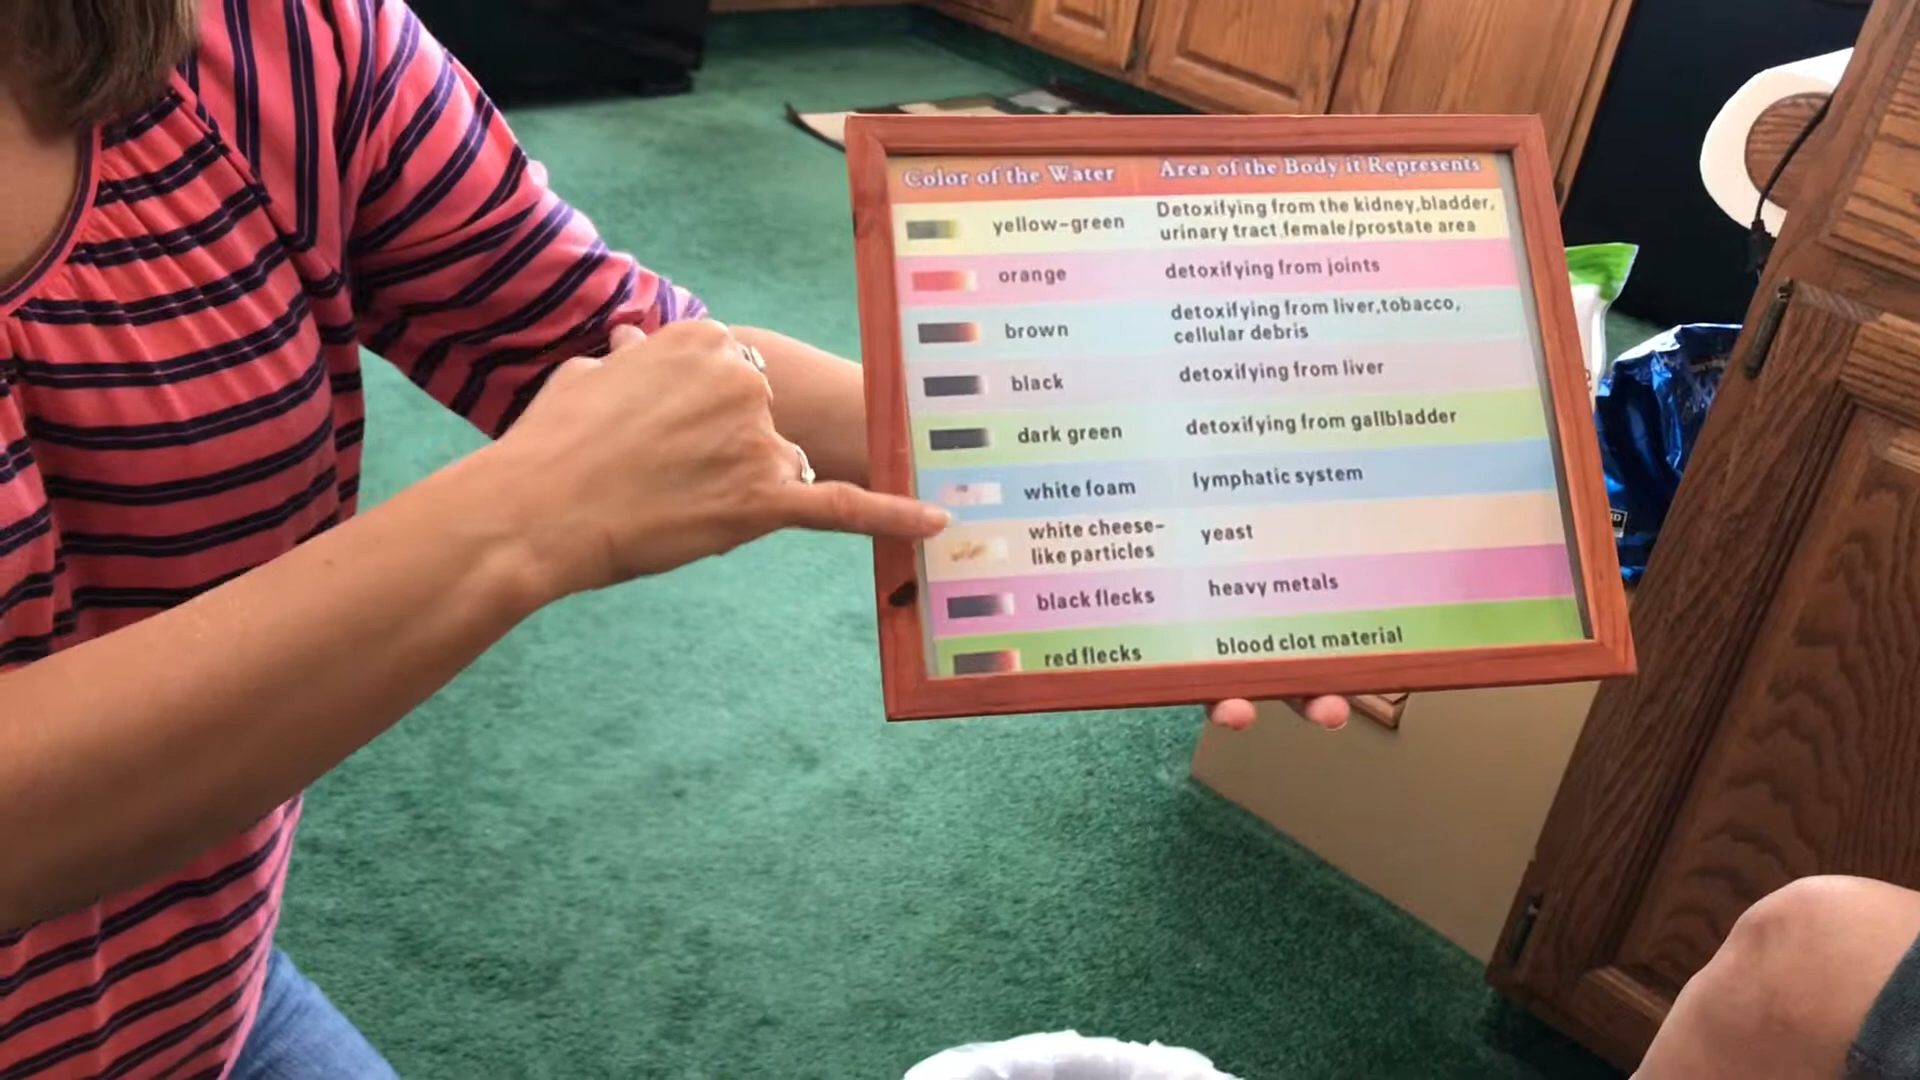 Color of the Water Area of the Body it Represents
yellow-green Detoxifying from the kidney,bladder,
urinary tract,female/prostate area
orange detoxifying from joints
brown detoxifying from liver,tobacco,
cellular debris
black detoxifying from liver
dark green detoxifying from gallbladder
white foam lymphatic system
white cheese-
like particles yeast
black flecks heavy metals
red flecks blood clot material